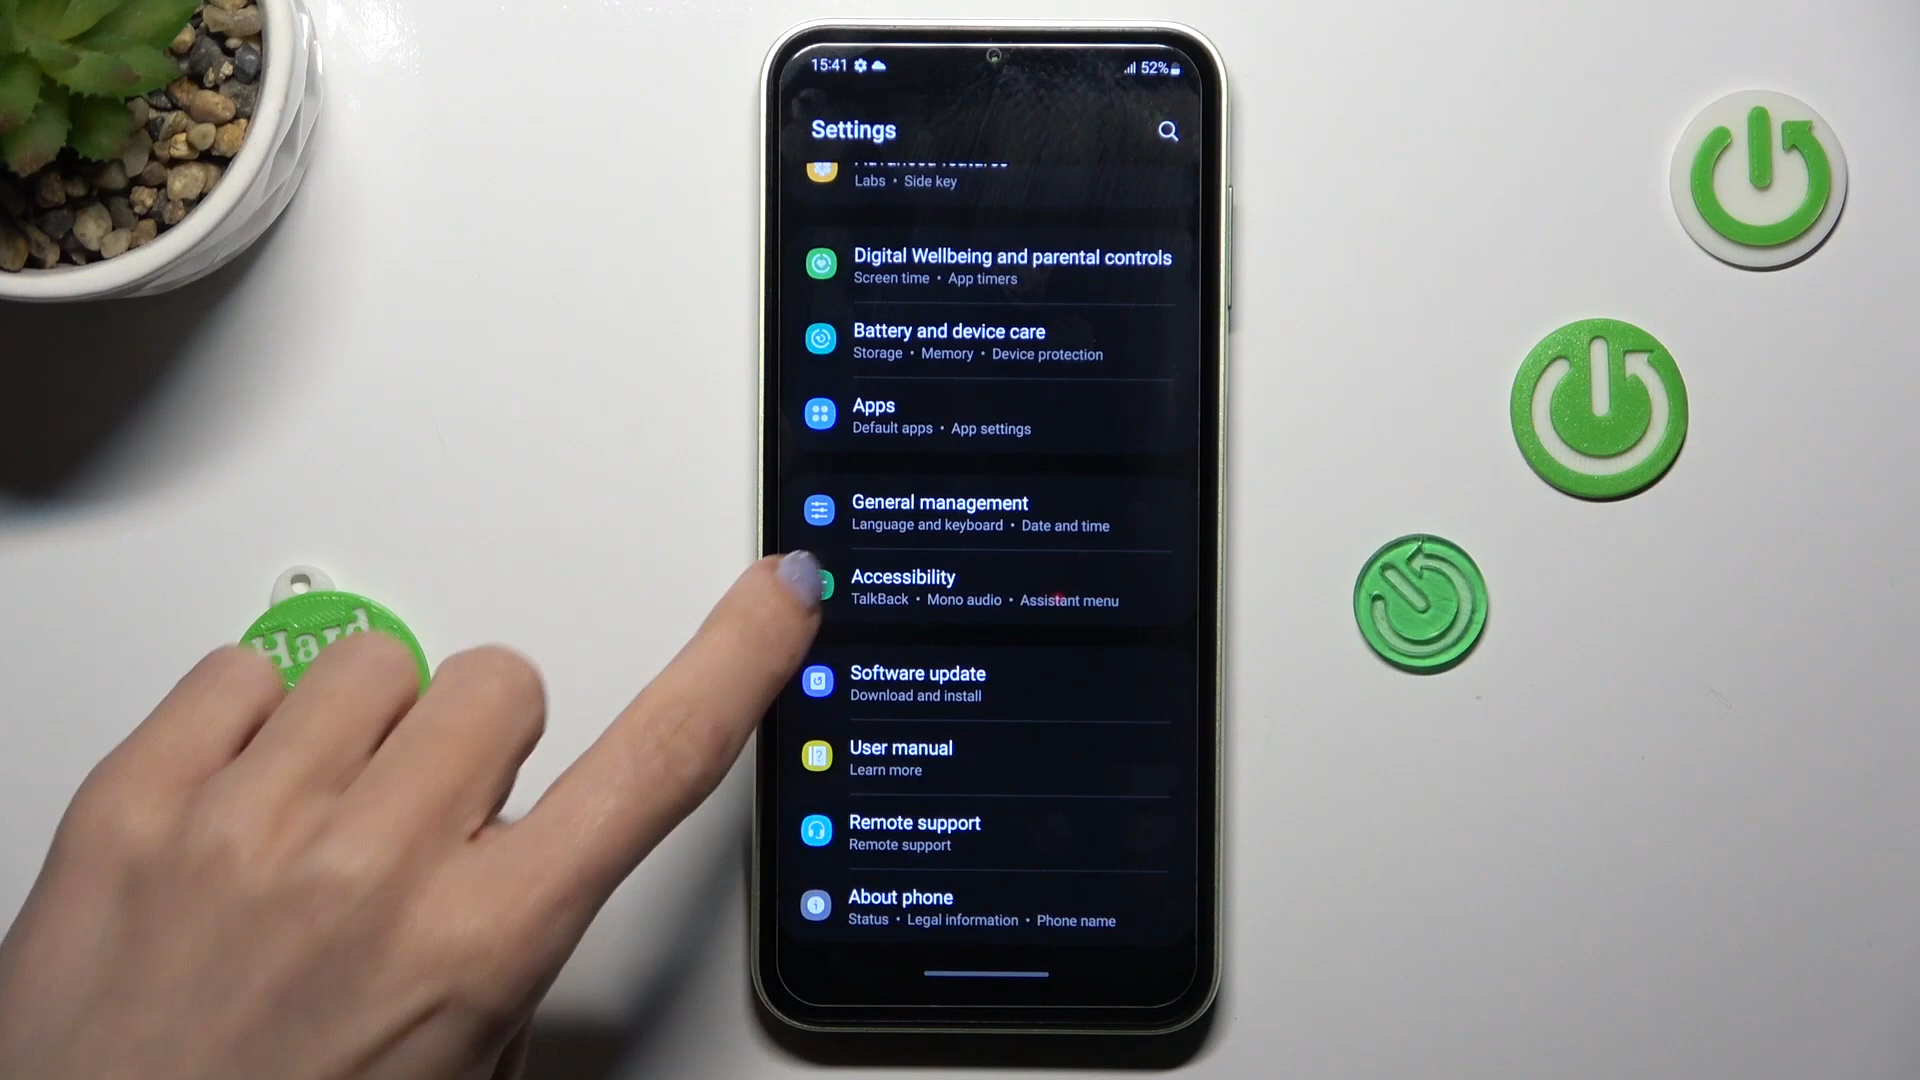 15:41
52%
Settings
Advanced features
Labs • Side key
Digital Wellbeing and parental controls
Screen time • App timers
Battery and device care
Storage • Memory • Device protection
Apps
Default apps • App settings
General management
Language and keyboard • Date and time
Accessibility
TalkBack • Mono audio • Assistant menu
Hard
Software update
Download and install
User manual
Learn more
Remote support
Remote support
About phone
Status • Legal information • Phone name